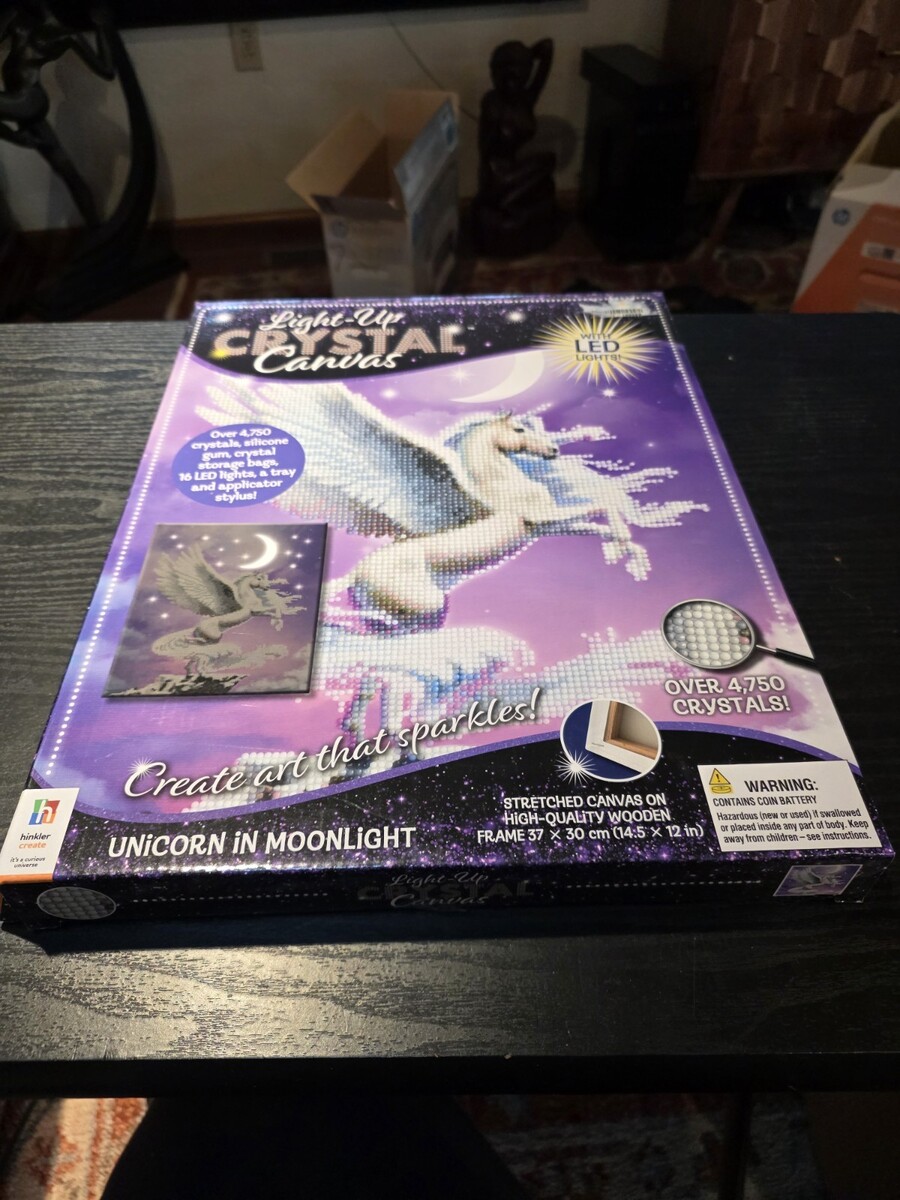 Light-Up
CRYSTAL
Canvas
WITH
LED
LIGHTS!
Over 4,750
crystals, silicone
gum, crystal
storage bags,
16 LED lights, a tray
and applicator
stylus!
OVER 4,750
CRYSTALS!
Create art that sparkles!
STRETCHED CANVAS ON
HIGH-QUALITY WOODEN
FRAME 37 × 30 cm (14.5 × 12 in)
WARNING:
CONTAINS COIN BATTERY
Hazardous (new or used) if swallowed
or placed inside any part of body. Keep
away from children – see instructions.
h
hinkler
create
it's a curious
universe
UNiCORN iN MOONLiGHT
Light-Up
CRYSTAL
Canvas
hp